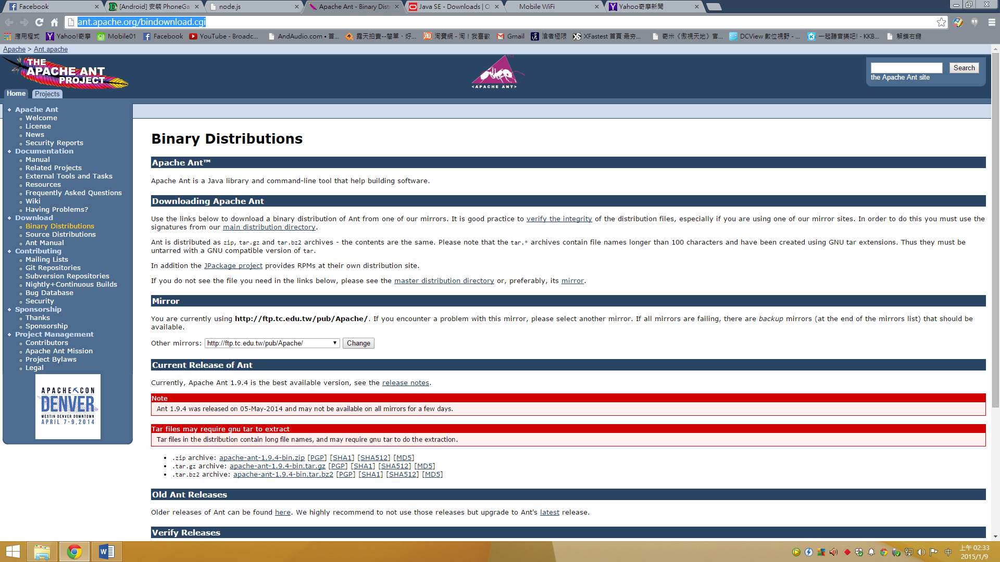 Facebook
[Android] 安裝 PhoneGa
node.js
Apache Ant - Binary Dist
Java SE - Downloads | O
Mobile WiFi
Yahoo奇摩新聞
ant.apache.org/bindownload.cgi
應用程式
Yahoo!奇摩
Mobile01
Facebook
YouTube - Broadc...
AndAudio.com • 首...
露天拍賣--簡單、好...
淘寶網 - 淘！我喜歡
Gmail
滄者極限
XFastest 首頁 最夯...
奇米《傲視天地》官...
DCView 數位視野 - ...
一起聽音樂吧! - KKB...
解鎖右鍵
Apache > Ant.apache
THE
APACHE ANT
PROJECT
<APACHE ANT>
Search
the Apache Ant site
Home
Projects
Apache Ant
Welcome
License
News
Security Reports
Documentation
Manual
Related Projects
External Tools and Tasks
Resources
Frequently Asked Questions
Wiki
Having Problems?
Download
Binary Distributions
Source Distributions
Ant Manual
Contributing
Mailing Lists
Git Repositories
Subversion Repositories
Nightly+Continuous Builds
Bug Database
Security
Sponsorship
Thanks
Sponsorship
Project Management
Contributors
Apache Ant Mission
Project Bylaws
Legal
APACHE CON
DENVER
WESTIN DENVER DOWNTOWN
APRIL 7-9,2014
Binary Distributions
Apache Ant™
Apache Ant is a Java library and command-line tool that help building software.
Downloading Apache Ant
Use the links below to download a binary distribution of Ant from one of our mirrors. It is good practice to verify the integrity of the distribution files, especially if you are using one of our mirror sites. In order to do this you must use the
signatures from our main distribution directory.
Ant is distributed as zip, tar.gz and tar.bz2 archives - the contents are the same. Please note that the tar.* archives contain file names longer than 100 characters and have been created using GNU tar extensions. Thus they must be
untarred with a GNU compatible version of tar.
In addition the JPackage project provides RPMs at their own distribution site.
If you do not see the file you need in the links below, please see the master distribution directory or, preferably, its mirror.
Mirror
You are currently using http://ftp.tc.edu.tw/pub/Apache/. If you encounter a problem with this mirror, please select another mirror. If all mirrors are failing, there are backup mirrors (at the end of the mirrors list) that should be
available.
Other mirrors: http://ftp.tc.edu.tw/pub/Apache/ Change
Current Release of Ant
Currently, Apache Ant 1.9.4 is the best available version, see the release notes.
Note
Ant 1.9.4 was released on 05-May-2014 and may not be available on all mirrors for a few days.
Tar files may require gnu tar to extract
Tar files in the distribution contain long file names, and may require gnu tar to do the extraction.
.zip archive: apache-ant-1.9.4-bin.zip [PGP] [SHA1] [SHA512] [MD5]
.tar.gz archive: apache-ant-1.9.4-bin.tar.gz [PGP] [SHA1] [SHA512] [MD5]
.tar.bz2 archive: apache-ant-1.9.4-bin.tar.bz2 [PGP] [SHA1] [SHA512] [MD5]
Old Ant Releases
Older releases of Ant can be found here. We highly recommend to not use those releases but upgrade to Ant's latest release.
Verify Releases
中
上午 02:33
2015/1/9